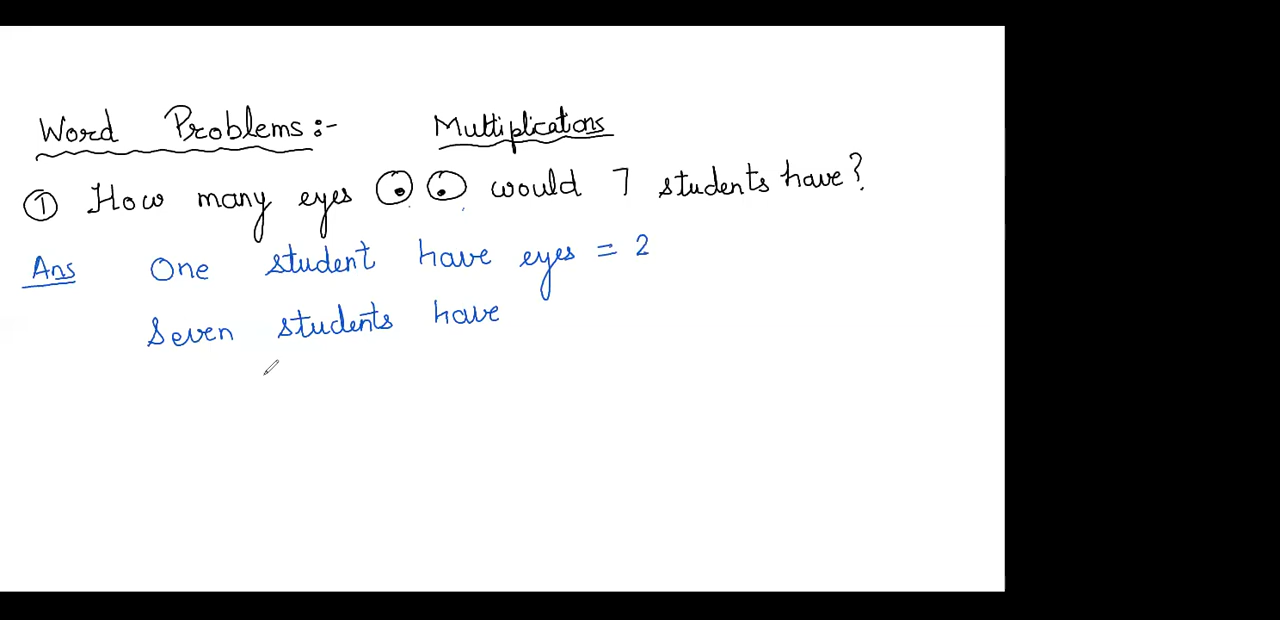 Word Problems :- Multiplications
① How many eyes would 7 students have?
Ans One student have eyes = 2
Seven students have